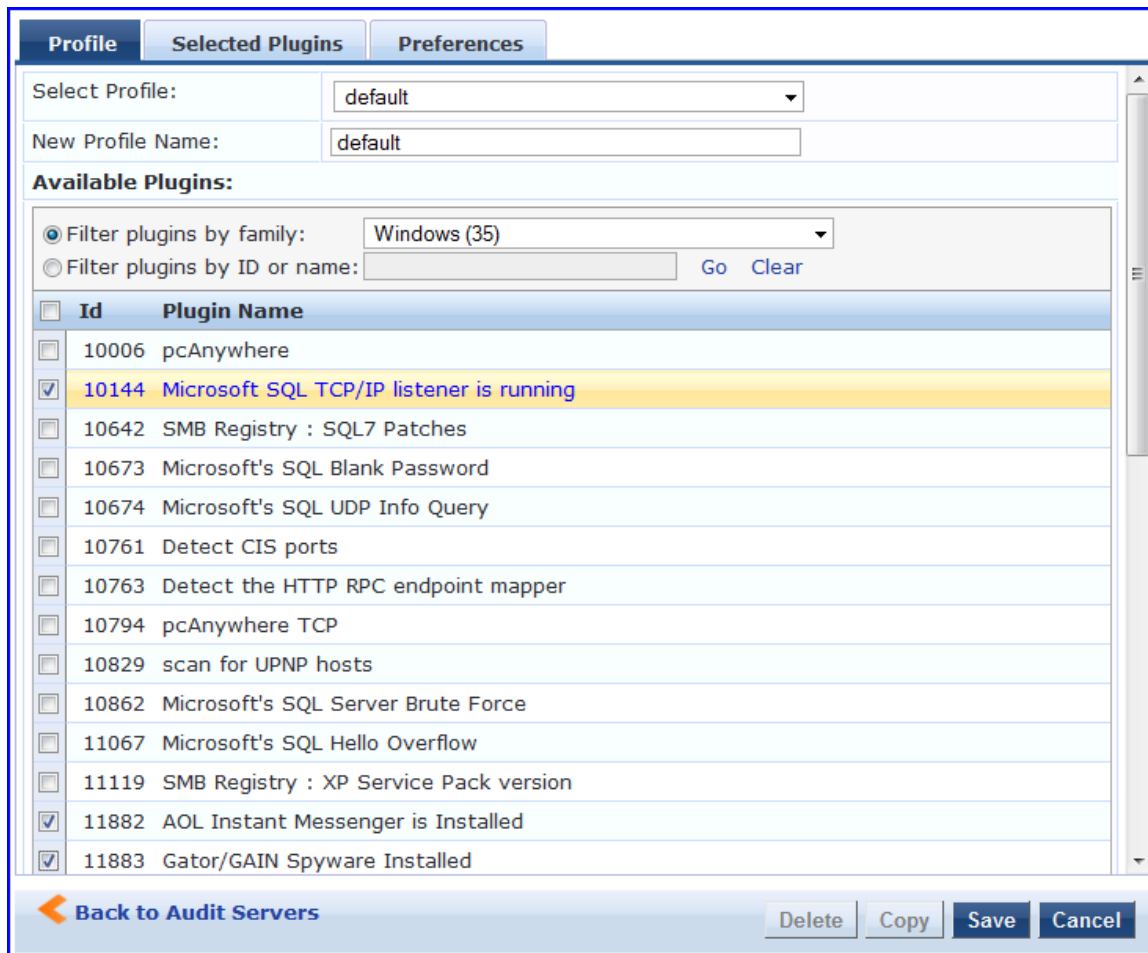 Profile Selected Plugins Preferences
Select Profile: default
New Profile Name: default
Available Plugins:
Filter plugins by family: Windows (35)
Filter plugins by ID or name: Go Clear
Id Plugin Name
10006 pcAnywhere
10144 Microsoft SQL TCP/IP listener is running
10642 SMB Registry : SQL7 Patches
10673 Microsoft's SQL Blank Password
10674 Microsoft's SQL UDP Info Query
10761 Detect CIS ports
10763 Detect the HTTP RPC endpoint mapper
10794 pcAnywhere TCP
10829 scan for UPNP hosts
10862 Microsoft's SQL Server Brute Force
11067 Microsoft's SQL Hello Overflow
11119 SMB Registry : XP Service Pack version
11882 AOL Instant Messenger is Installed
11883 Gator/GAIN Spyware Installed
Back to Audit Servers Delete Copy Save Cancel